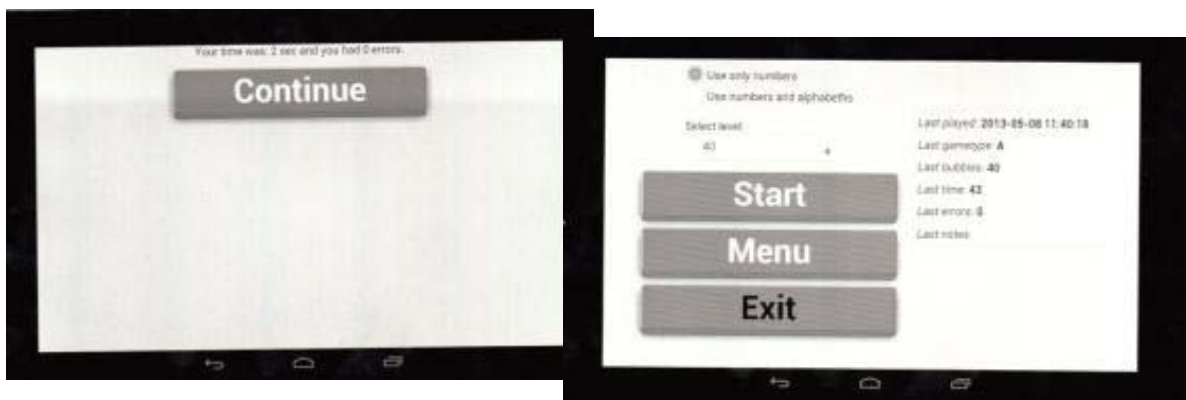 Your time was: 2 sec and you had 0 errors.
Continue
Use only numbers
Use numbers and alphabeths
Select level
40
Start
Menu
Exit
Last played: 2013-05-08 11:40:18
Last gametype: A
Last bubbles: 40
Last time: 43
Last errors: 0
Last notes: